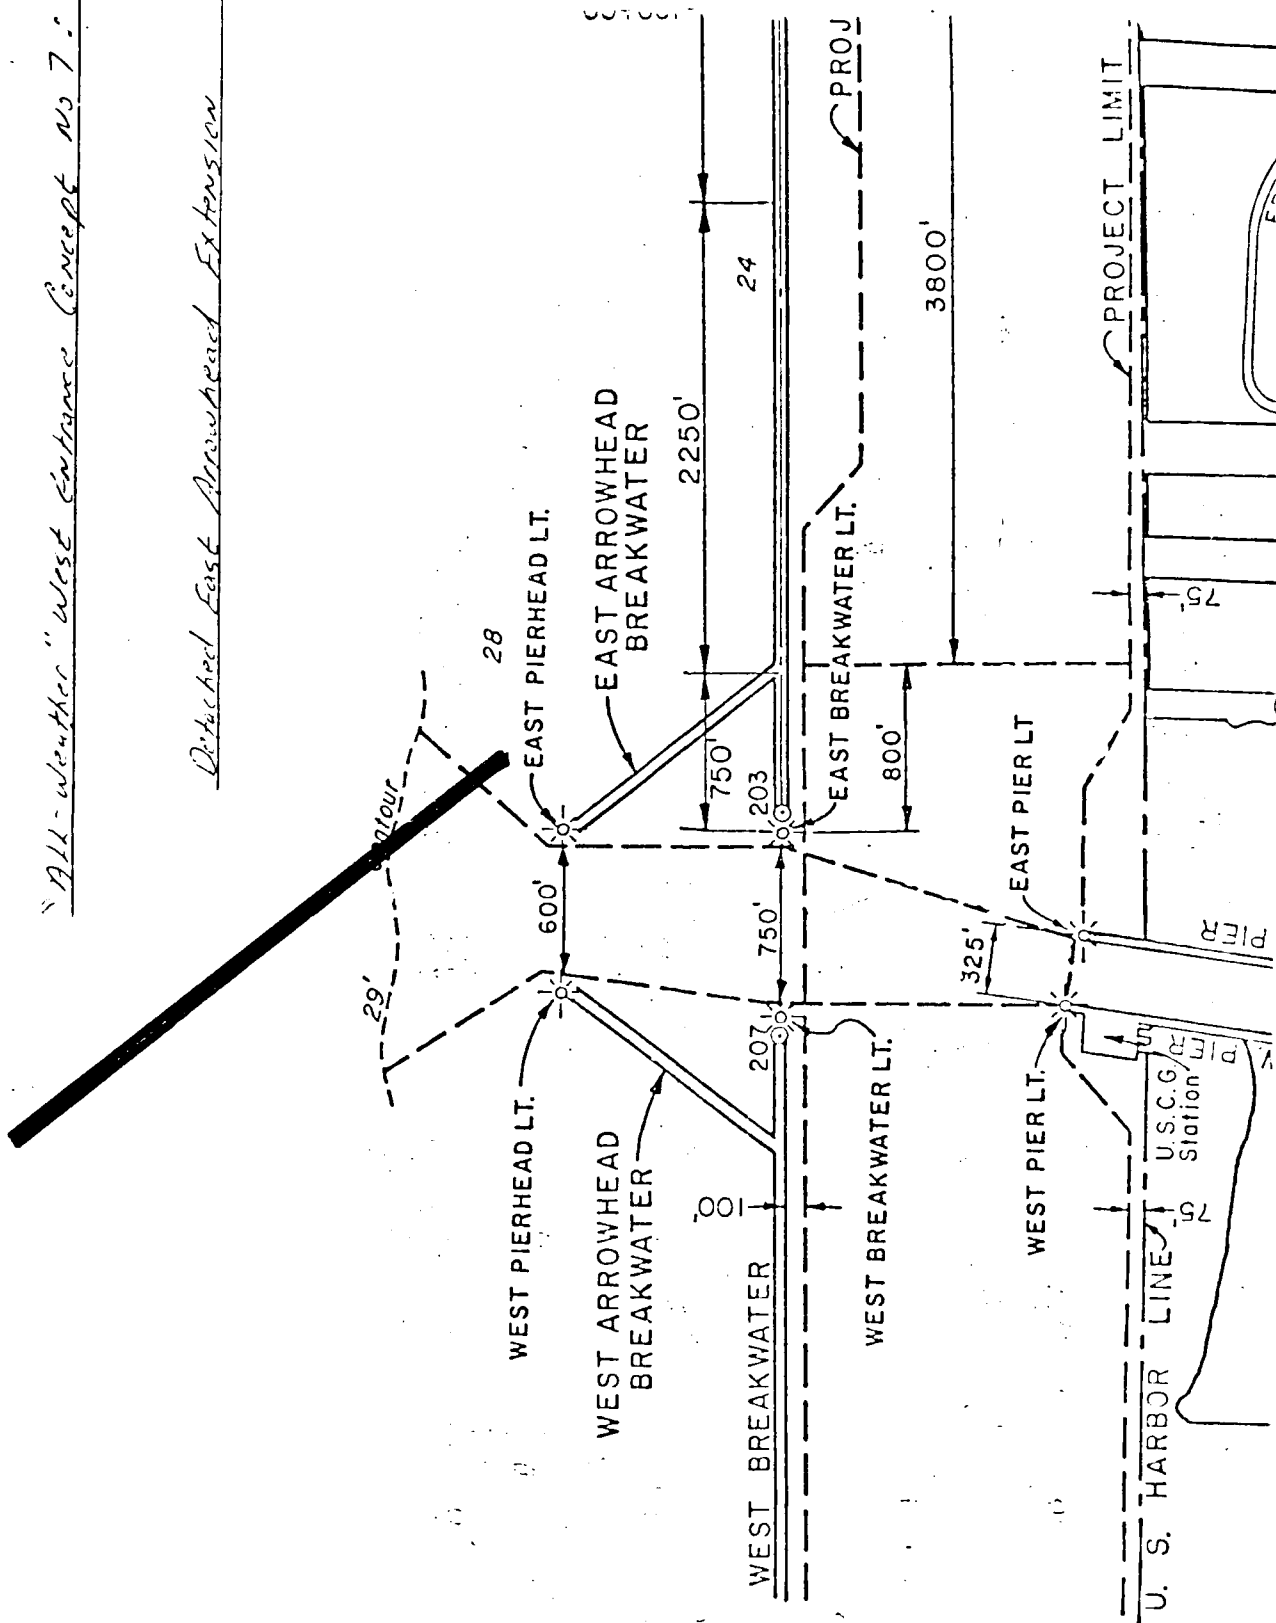 "All-weather" West Entrance Concept No 7:
Detached East Arrowhead Extension
contour
29'
28
EAST PIERHEAD LT.
600'
WEST PIERHEAD LT.
EAST ARROWHEAD
BREAKWATER
WEST ARROWHEAD
BREAKWATER
2250'
750'
24
203
750'
207
100'
WEST BREAKWATER
EAST BREAKWATER LT.
WEST BREAKWATER LT.
PROJ
3800'
800'
325'
EAST PIER LT
WEST PIER LT.
PROJECT LIMIT
75'
75'
U.S.C.G.
Station
PIER
PIER
U. S. HARBOR LINE